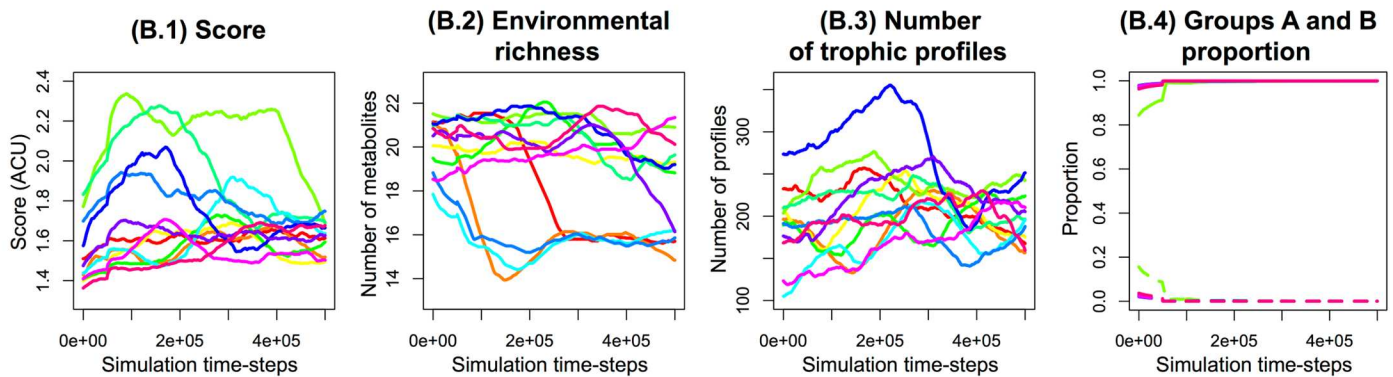 (B.1) Score
Score (ACU)
2.4
2.2
2.0
1.8
1.6
1.4
0e+00
2e+05
4e+05
Simulation time-steps
(B.2) Environmental
richness
Number of metabolites
22
20
18
16
14
0e+00
2e+05
4e+05
Simulation time-steps
(B.3) Number
of trophic profiles
Number of profiles
300
200
100
0e+00
2e+05
4e+05
Simulation time-steps
(B.4) Groups A and B
proportion
Proportion
1.0
0.8
0.6
0.4
0.2
0.0
0e+00
2e+05
4e+05
Simulation time-steps